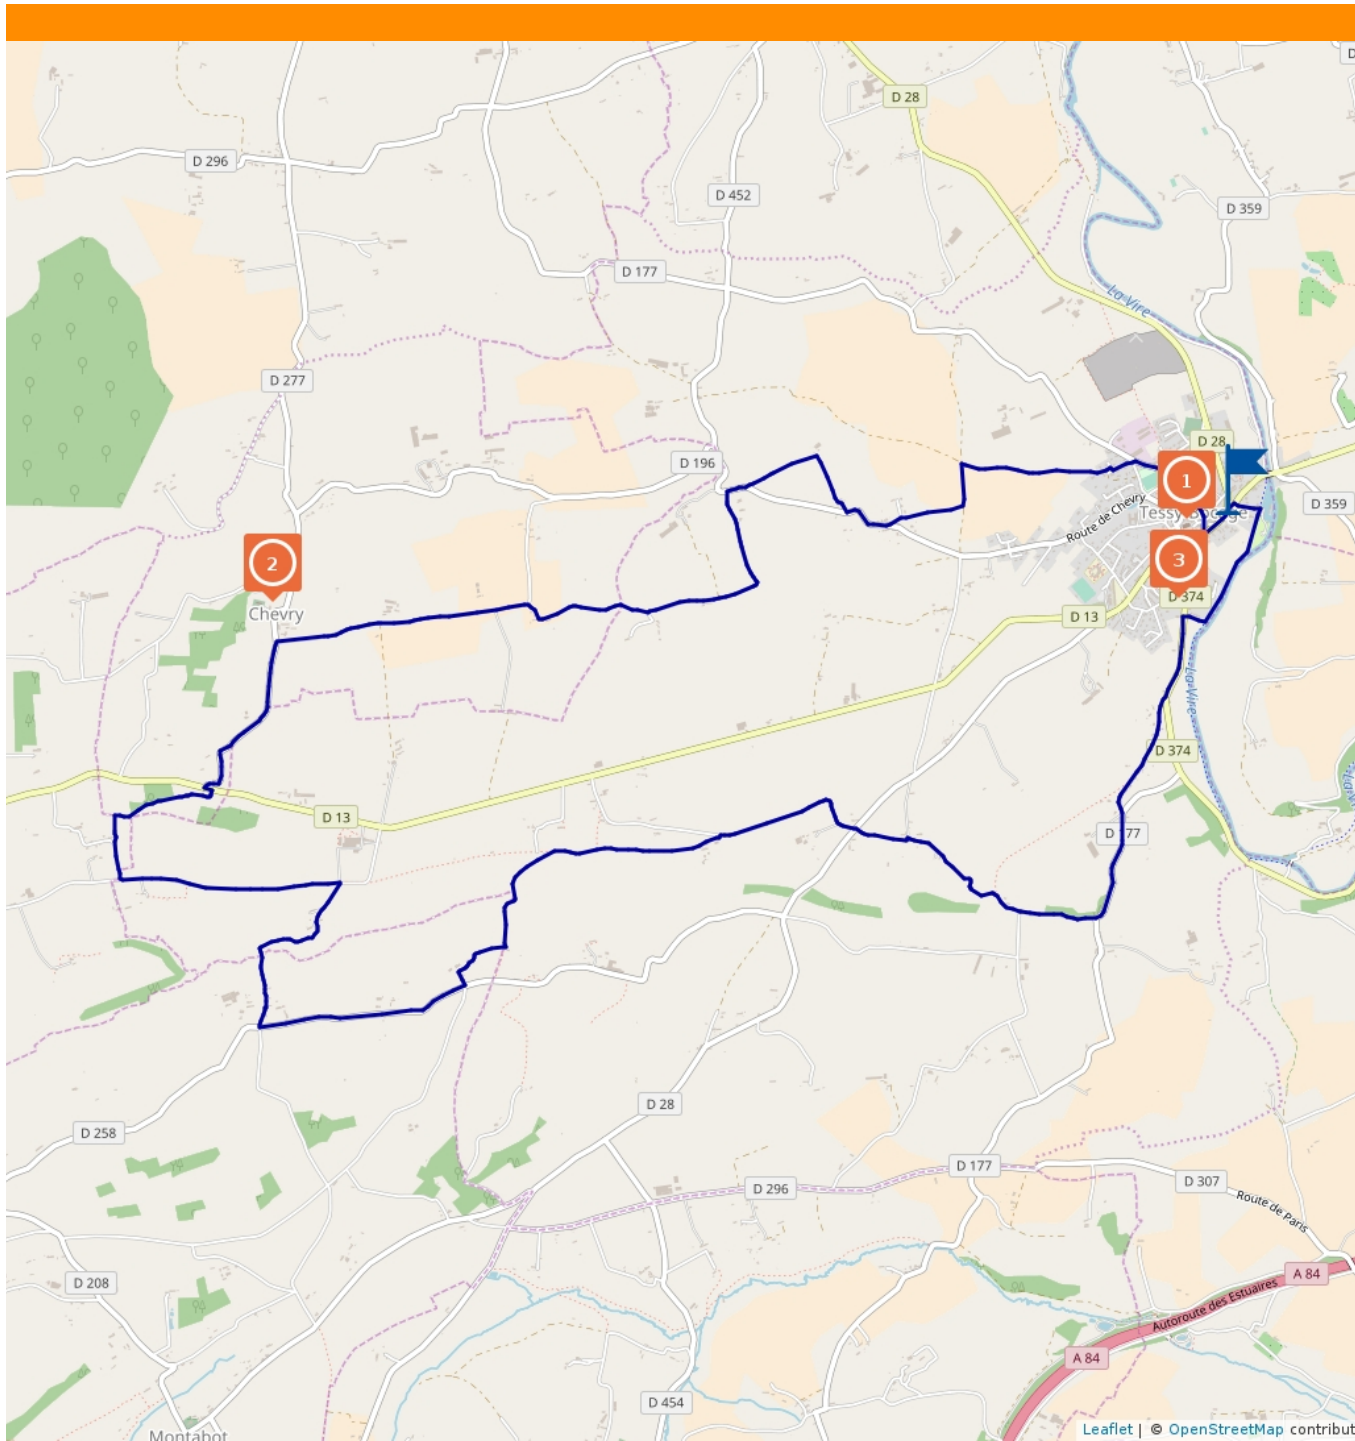 D 28
D 296
D 452
D 359
D 177
La Vire
D 277
D 28
D 196
1
Route de Chevry
D 359
2
3
Chevry
D 374
D 13
La Vire
D 374
D 13
D 28
D 258
D 177
D 296
D 307
Route de Paris
A 84
D 208
Autoroute des Estuaires
A 84
D 454
Montabot
Leaflet | © OpenStreetMap contribut